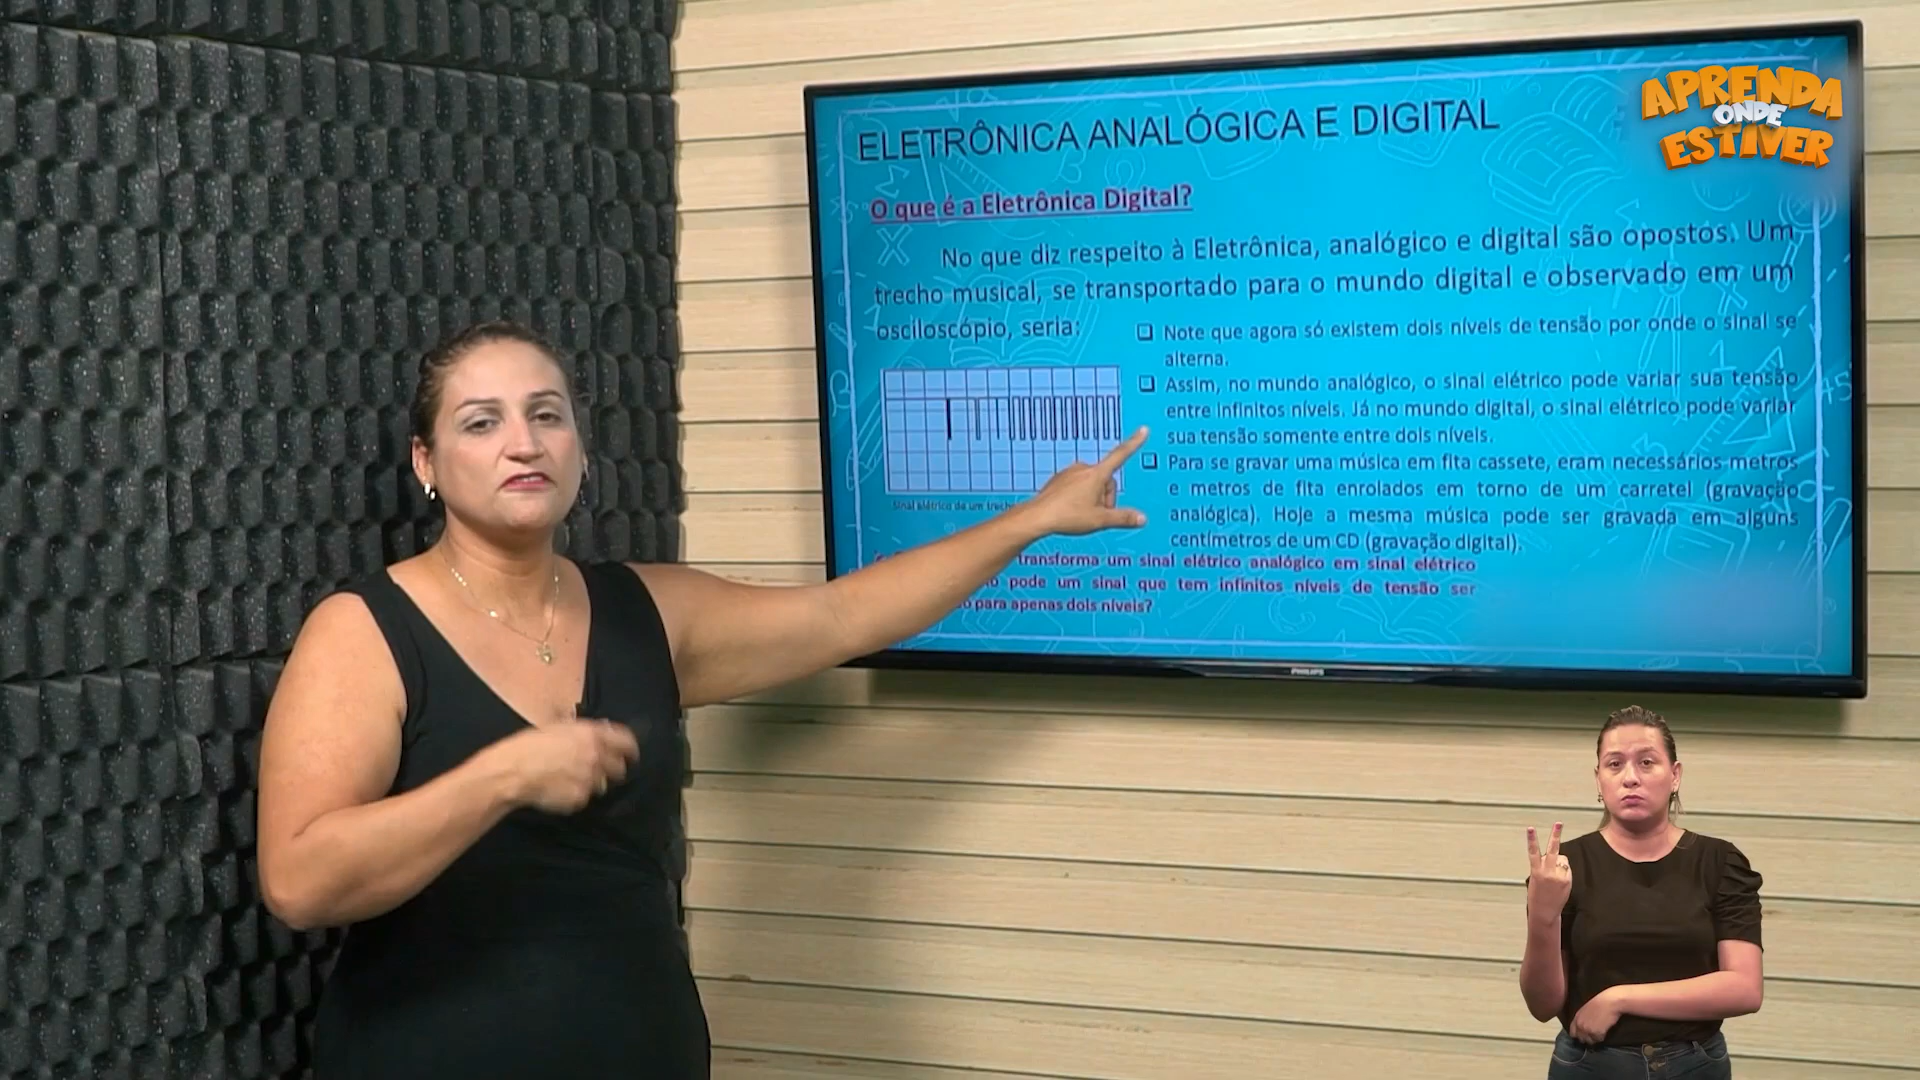 APRENDA
ONDE
ESTIVER
ELETRÔNICA ANALÓGICA E DIGITAL
O que é a Eletrônica Digital?
No que diz respeito à Eletrônica, analógico e digital são opostos. Um
trecho musical, se transportado para o mundo digital e observado em um
osciloscópio, seria:
❑ Note que agora só existem dois níveis de tensão por onde o sinal se
alterna.
❑ Assim, no mundo analógico, o sinal elétrico pode variar sua tensão
entre infinitos níveis. Já no mundo digital, o sinal elétrico pode variar
sua tensão somente entre dois níveis.
❑ Para se gravar uma música em fita cassete, eram necessários metros
e metros de fita enrolados em torno de um carretel (gravação
analógica). Hoje a mesma música pode ser gravada em alguns
centímetros de um CD (gravação digital).
Sinal elétrico de um
transforma um sinal elétrico analógico em sinal elétrico
pode um sinal que tem infinitos níveis de tensão ser
para apenas dois níveis?
PHILIPS